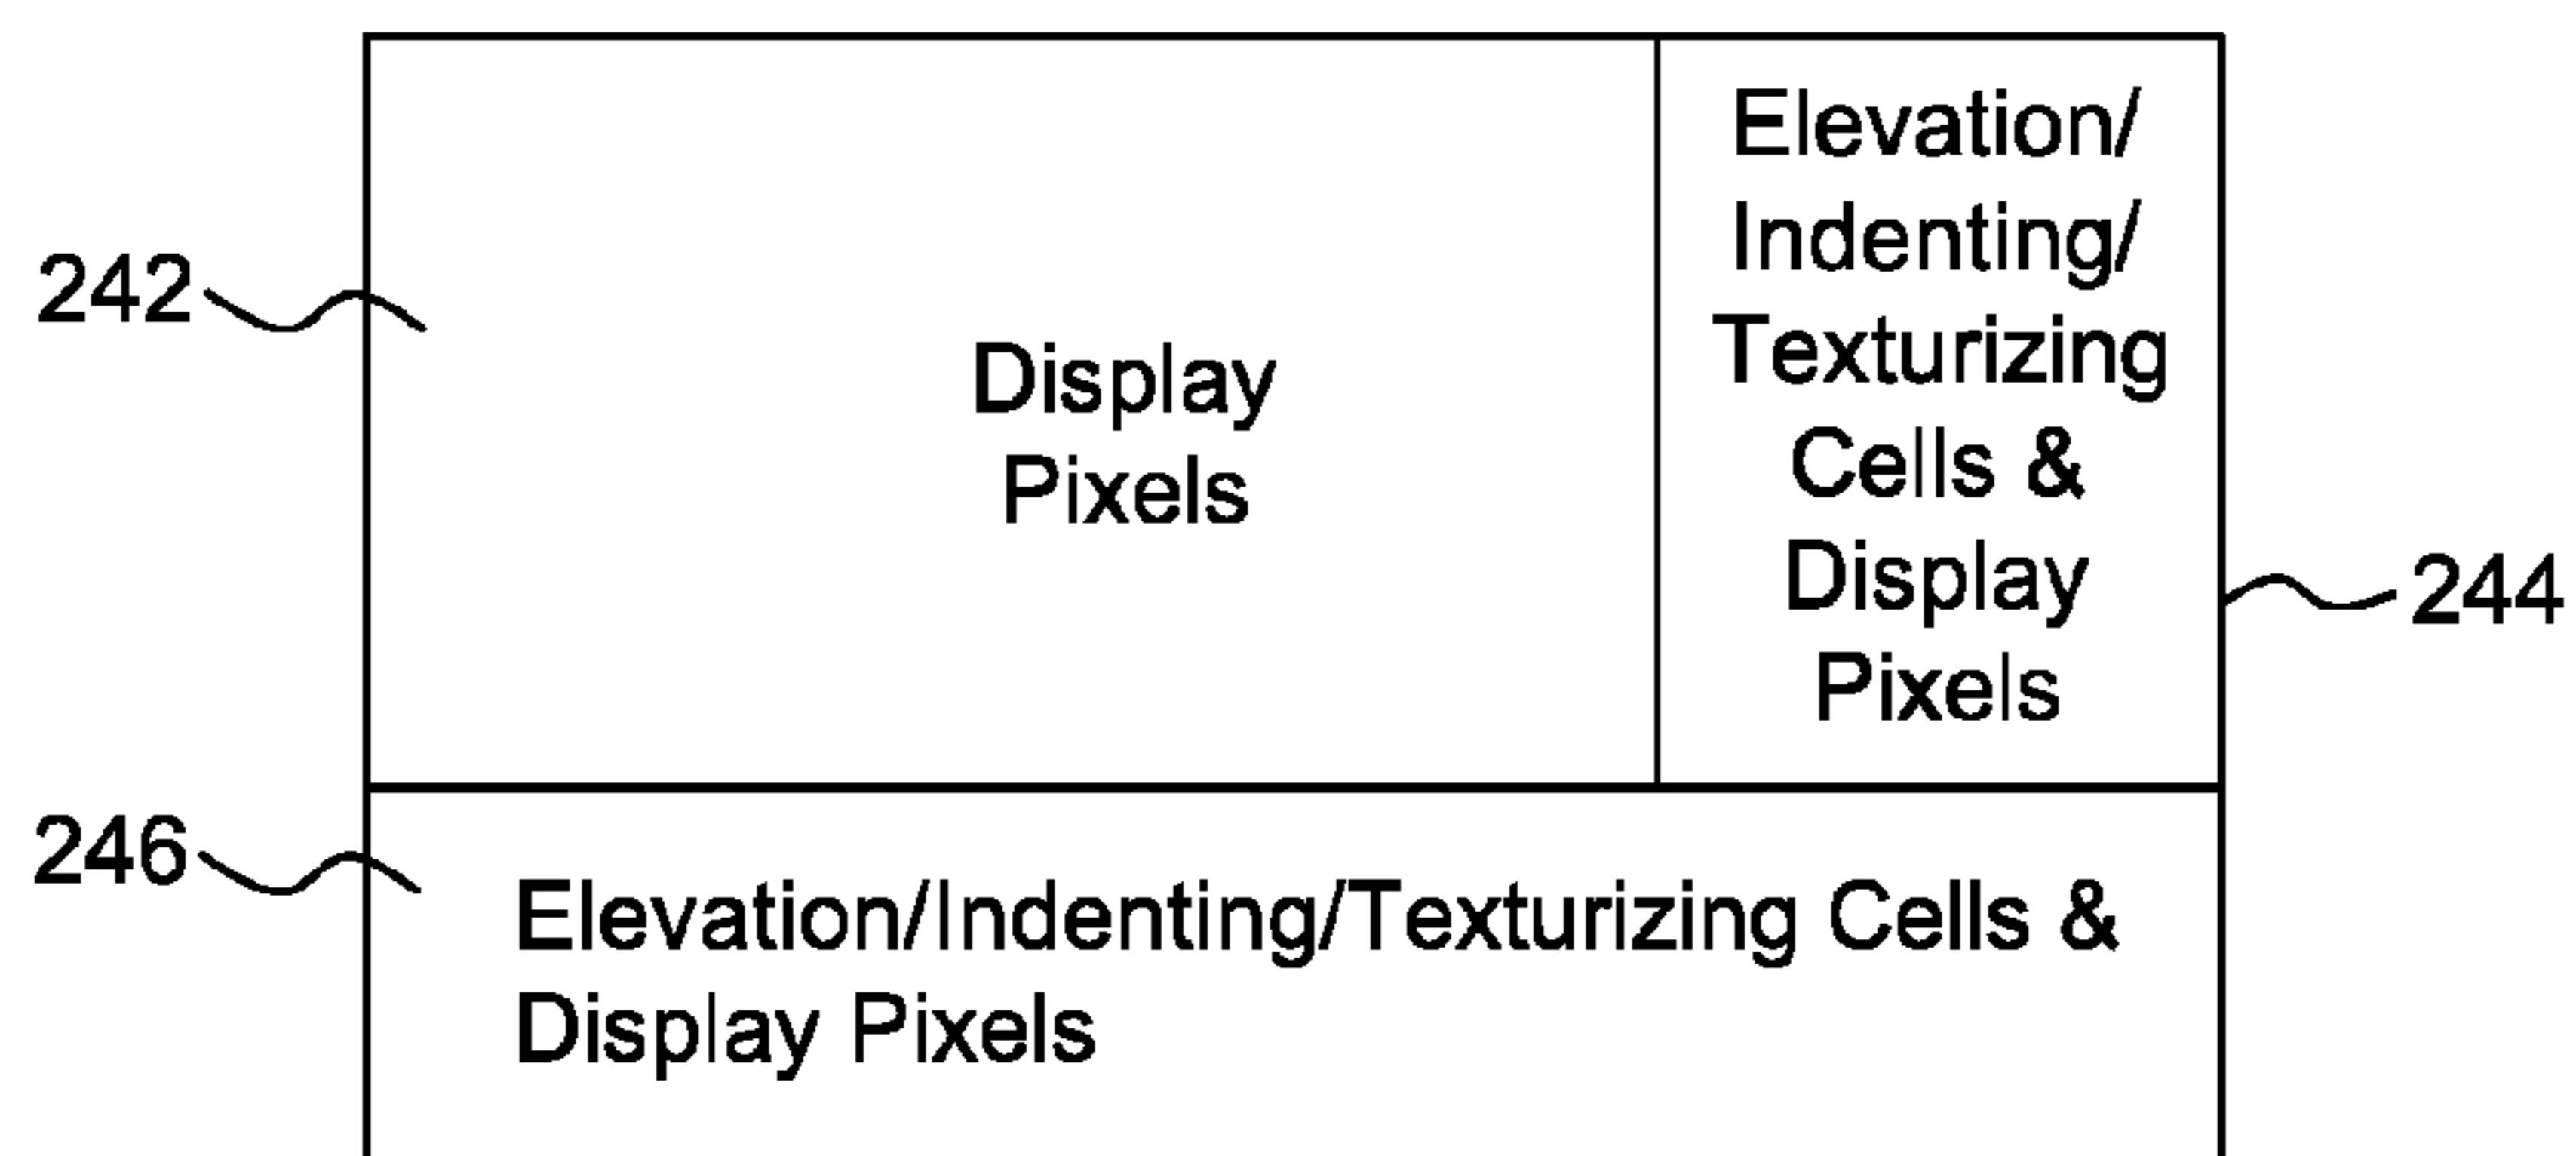 242
Display
Pixels
Elevation/
Indenting/
Texturizing
Cells &
Display
Pixels
244
246
Elevation/Indenting/Texturizing Cells &
Display Pixels